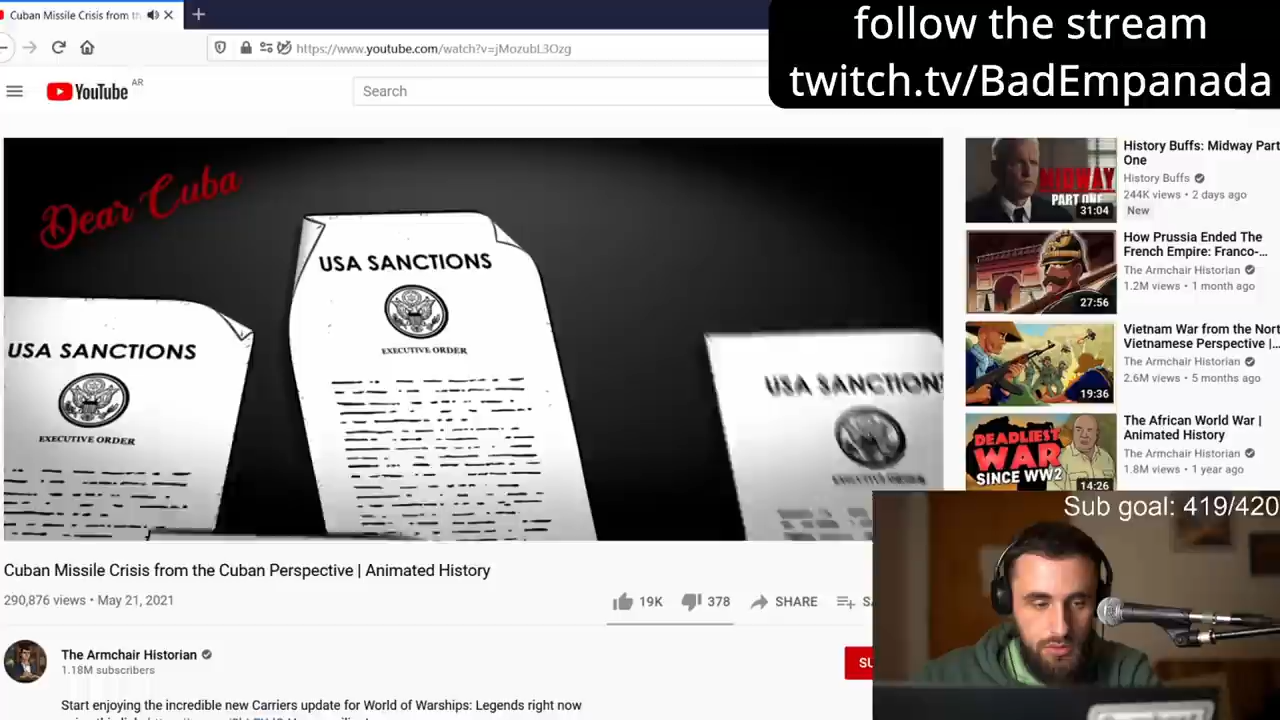 Cuban Missile Crisis from th
follow the stream
twitch.tv/BadEmpanada
https://www.youtube.com/watch?v=jMozubL3Ozg
YouTube AR
Search
Dear Cuba
USA SANCTIONS
EXECUTIVE ORDER
USA SANCTIONS
EXECUTIVE ORDER
USA SANCTIONS
EXECUTIVE ORDER
MIDWAY
PART ONE
31:04
History Buffs: Midway Part
One
History Buffs
244K views • 2 days ago
New
27:56
How Prussia Ended The
French Empire: Franco-...
The Armchair Historian
1.2M views • 1 month ago
19:36
Vietnam War from the Nort
Vietnamese Perspective |...
The Armchair Historian
2.6M views • 5 months ago
DEADLIEST
WAR
SINCE WW2
14:26
The African World War |
Animated History
The Armchair Historian
1.8M views • 1 year ago
Sub goal: 419/420
Cuban Missile Crisis from the Cuban Perspective | Animated History
290,876 views • May 21, 2021
19K
378
SHARE
SA
The Armchair Historian
1.18M subscribers
SU
Start enjoying the incredible new Carriers update for World of Warships: Legends right now